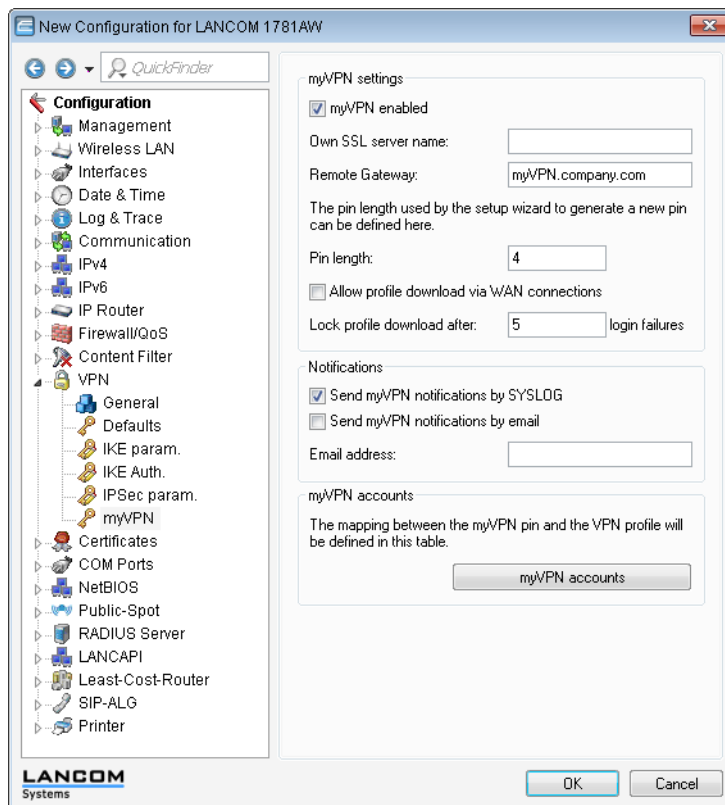 New Configuration for LANCOM 1781AW
QuickFinder
Configuration
Management
Wireless LAN
Interfaces
Date & Time
Log & Trace
Communication
IPv4
IPv6
IP Router
Firewall/QoS
Content Filter
VPN
General
Defaults
IKE param.
IKE Auth.
IPSec param.
myVPN
Certificates
COM Ports
NetBIOS
Public-Spot
RADIUS Server
LANCAPI
Least-Cost-Router
SIP-ALG
Printer
myVPN settings
myVPN enabled
Own SSL server name:
Remote Gateway: myVPN.company.com
The pin length used by the setup wizard to generate a new pin
can be defined here.
Pin length: 4
Allow profile download via WAN connections
Lock profile download after: 5 login failures
Notifications
Send myVPN notifications by SYSLOG
Send myVPN notifications by email
Email address:
myVPN accounts
The mapping between the myVPN pin and the VPN profile will
be defined in this table.
myVPN accounts
LANCOM
Systems
OK Cancel